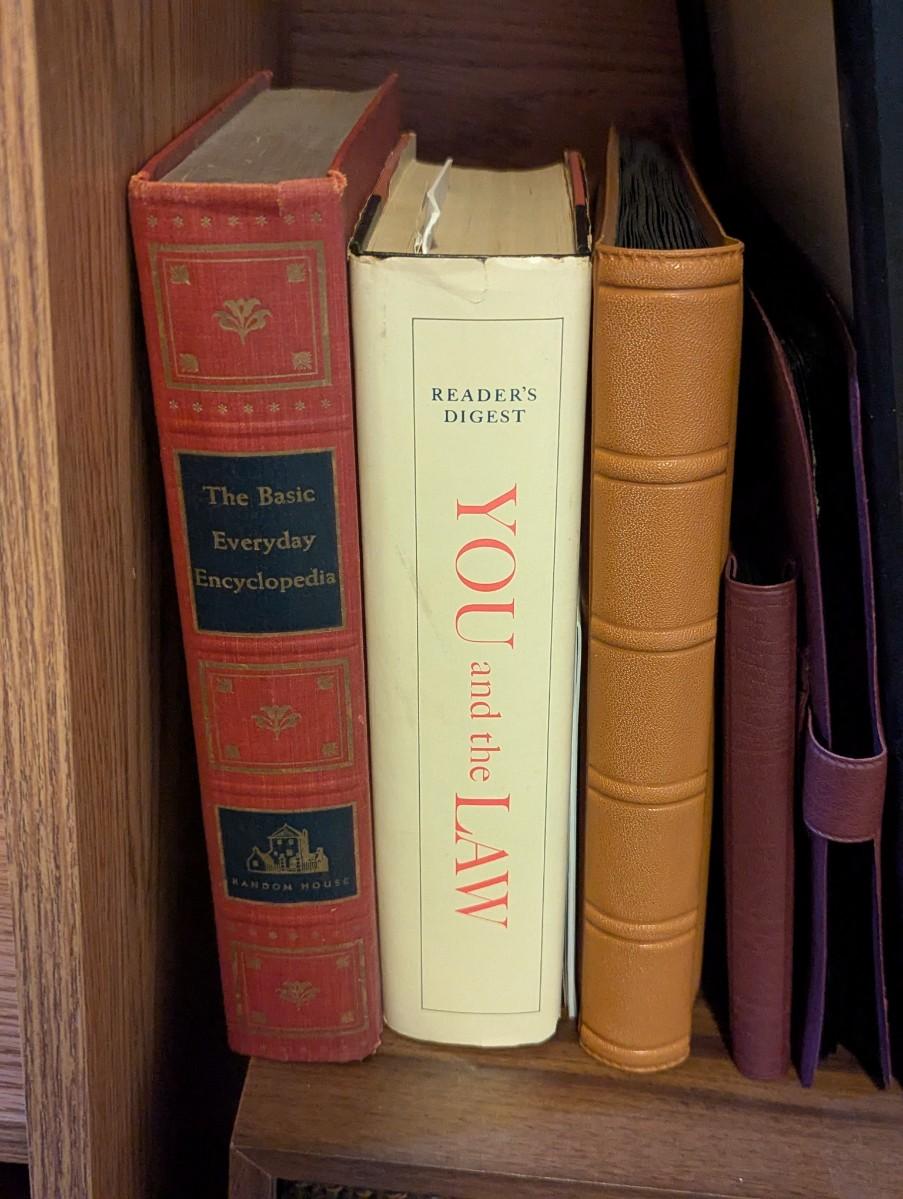 The Basic
Everyday
Encyclopedia
RANDOM HOUSE
READER'S
DIGEST
YOU and the LAW